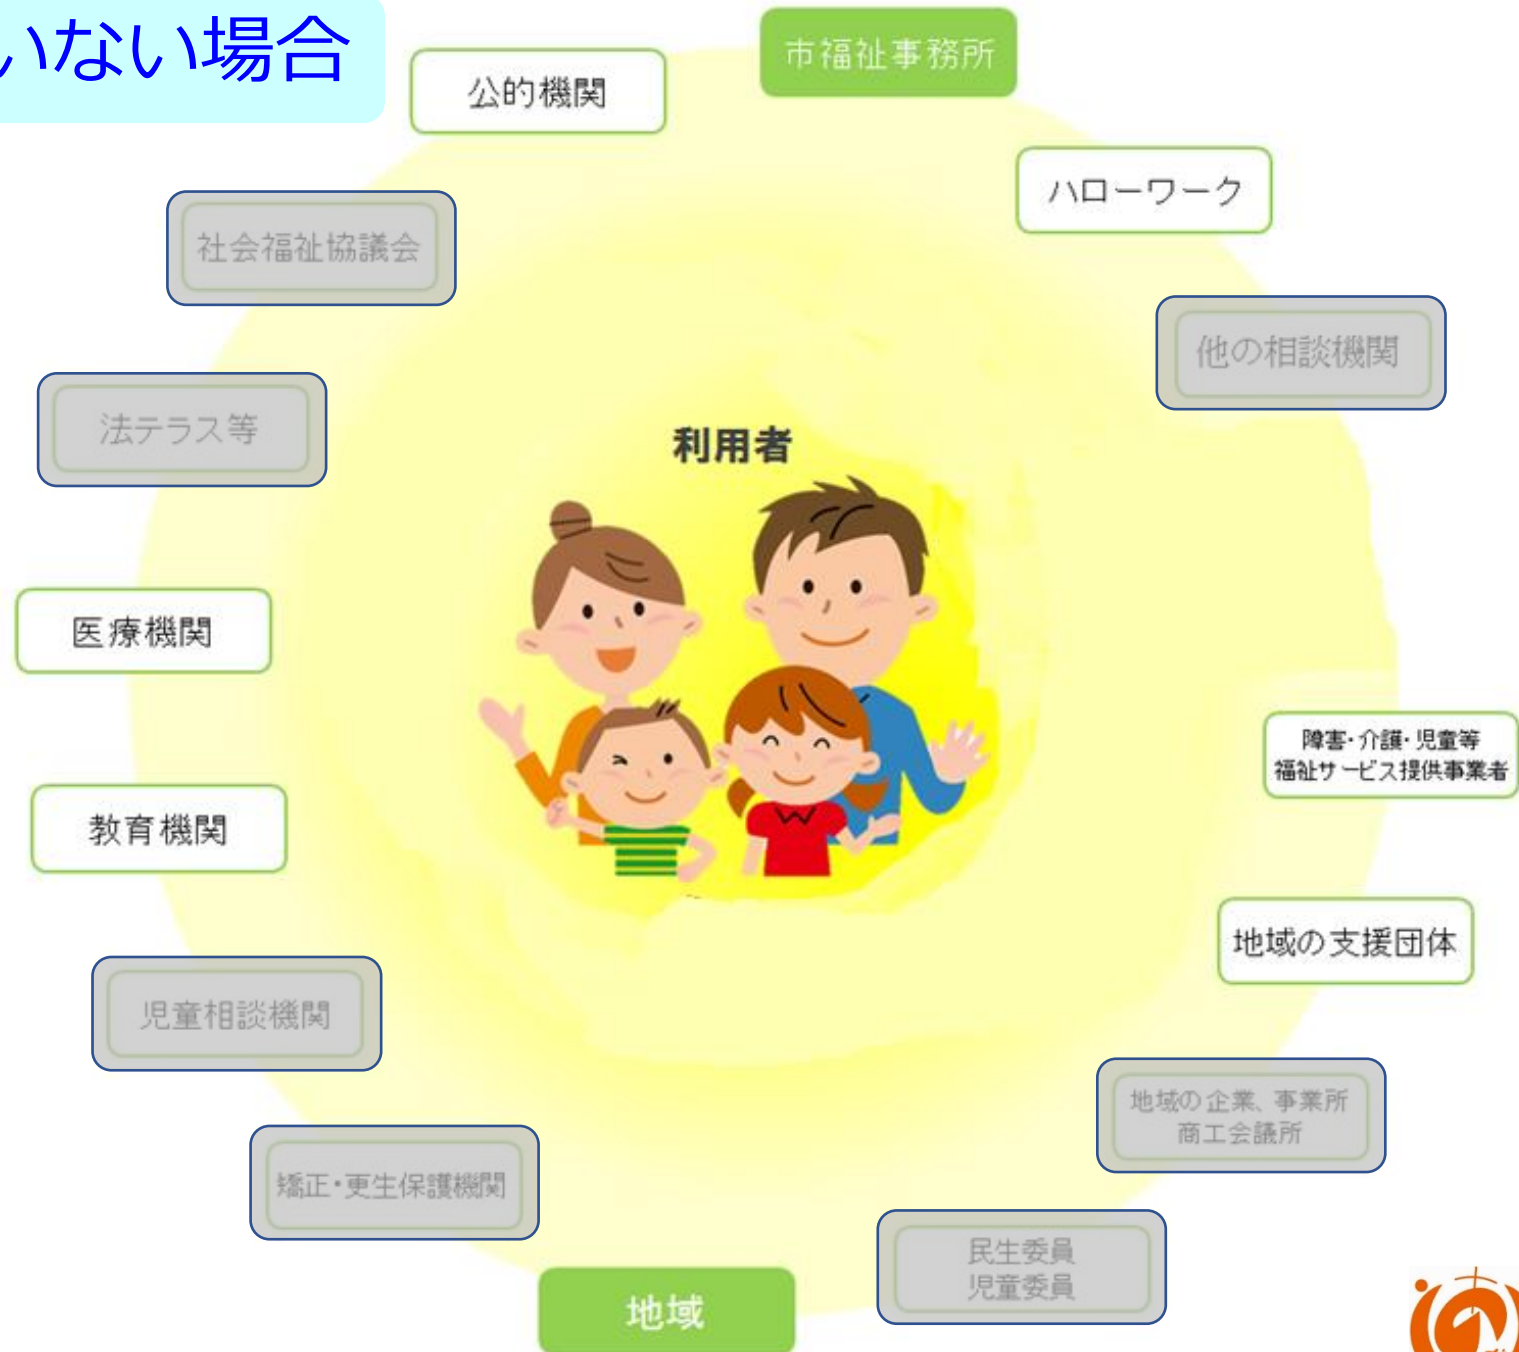 いない場合
公的機関
市福祉事務所
ハローワーク
社会福祉協議会
他の相談機関
法テラス等
利用者
医療機関
障害・介護・児童等
福祉サービス提供事業者
教育機関
地域の支援団体
児童相談機関
地域の企業、事業所
商工会議所
矯正・更生保護機関
民生委員
児童委員
地域